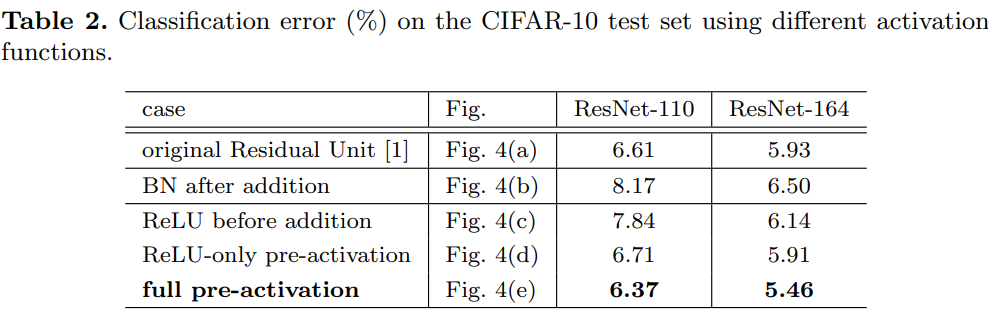 Table 2. Classification error (%) on the CIFAR-10 test set using different activation
functions.
case Fig. ResNet-110 ResNet-164
original Residual Unit [1] Fig. 4(a) 6.61 5.93
BN after addition Fig. 4(b) 8.17 6.50
ReLU before addition Fig. 4(c) 7.84 6.14
ReLU-only pre-activation Fig. 4(d) 6.71 5.91
full pre-activation Fig. 4(e) 6.37 5.46